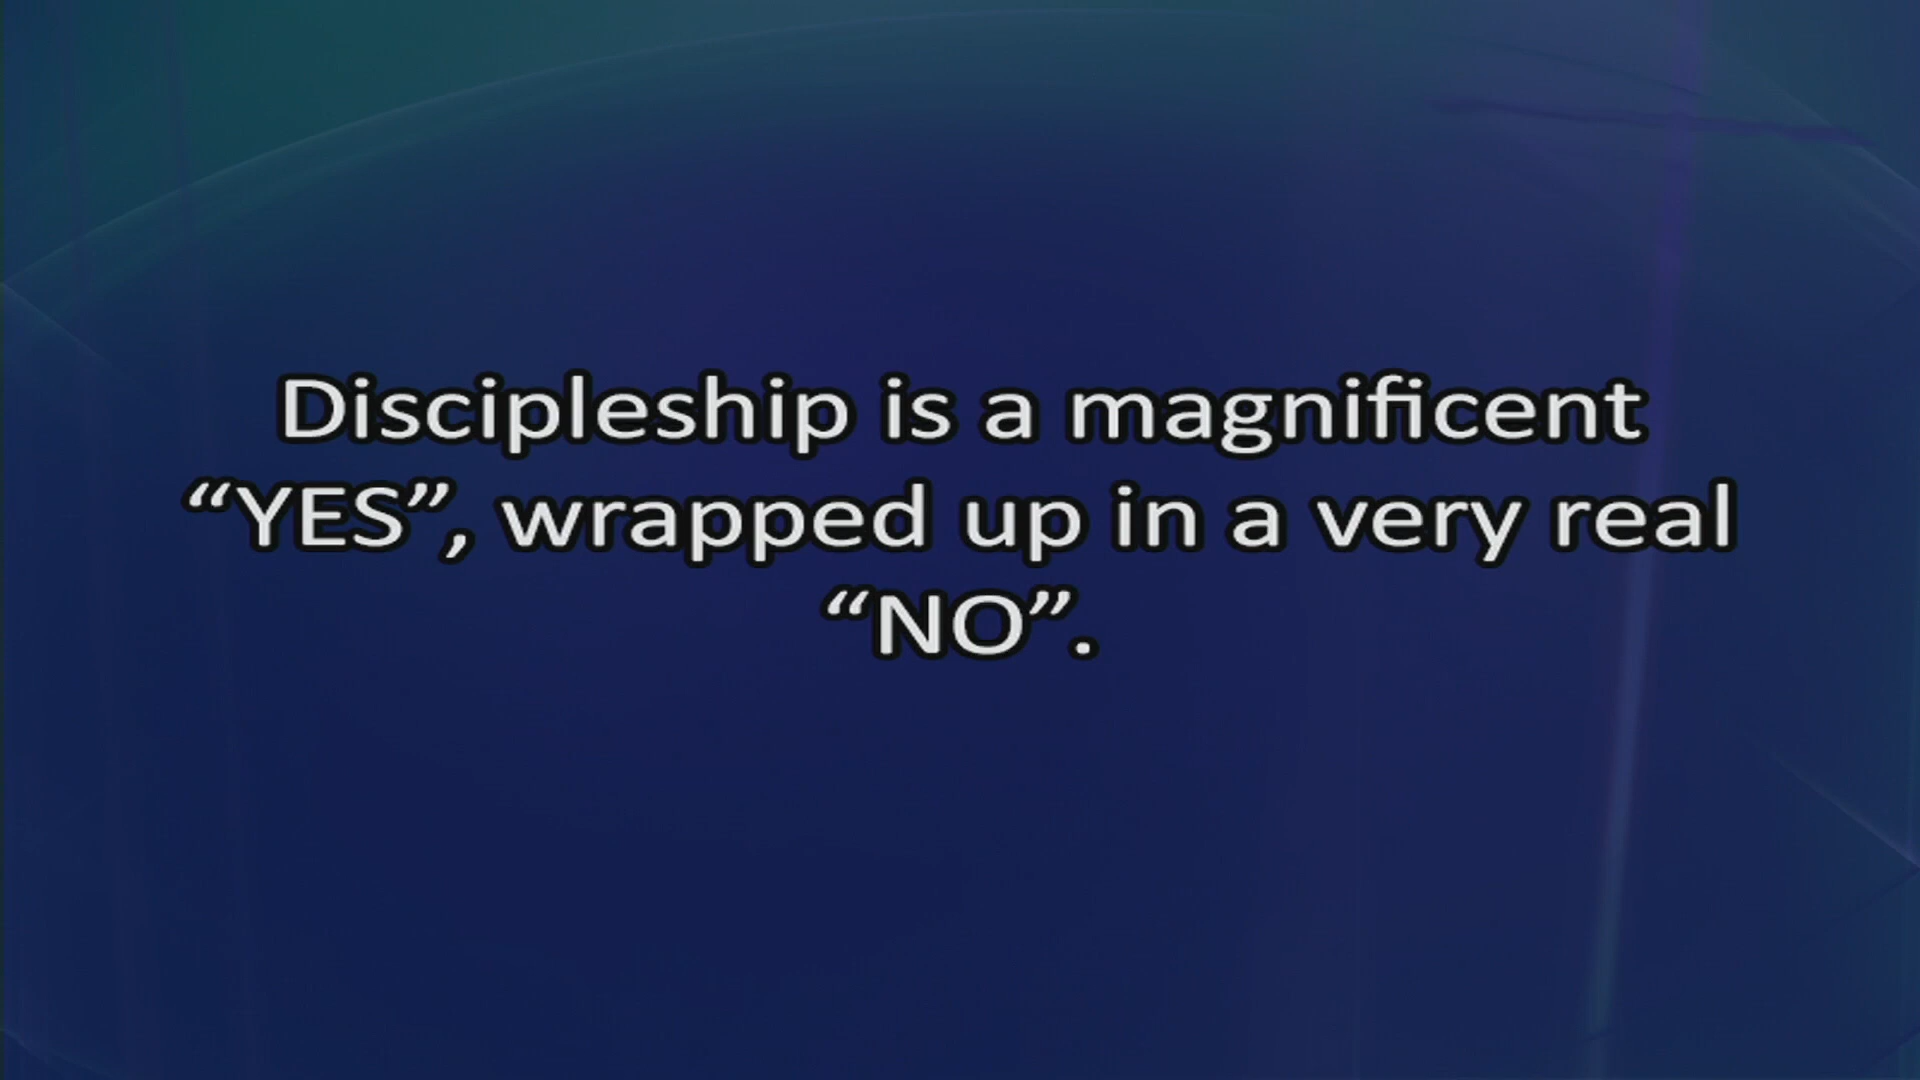 Discipleship is a magnificent
“YES”, wrapped up in a very real
“NO”.